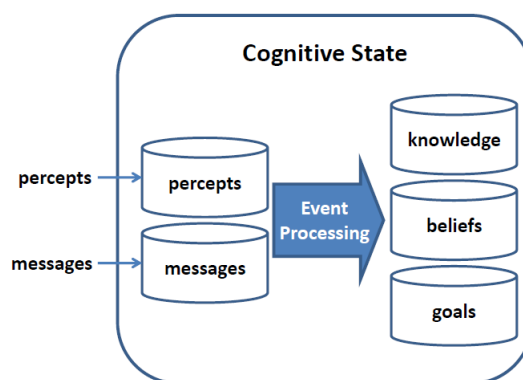 Cognitive State
knowledge
percepts
percepts
Event
Processing
beliefs
messages
messages
goals